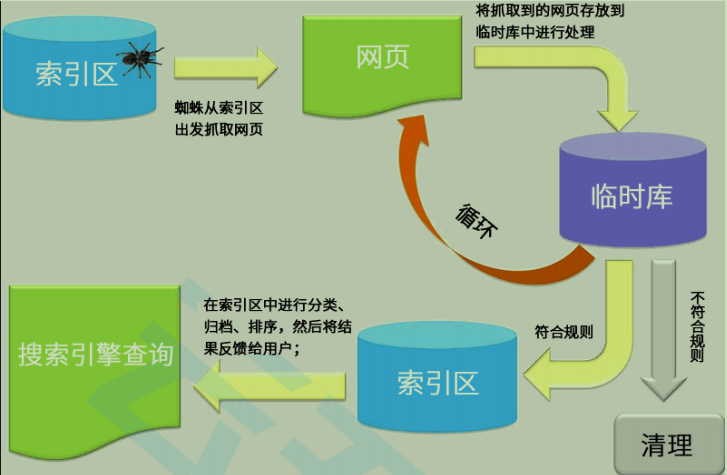 索引区
蜘蛛从索引区
出发抓取网页
网页
将抓取到的网页存放到
临时库中进行处理
临时库
循环
不符合规则
清理
符合规则
索引区
在索引区中进行分类、
归档、排序，然后将结
果反馈给用户；
搜索引擎查询